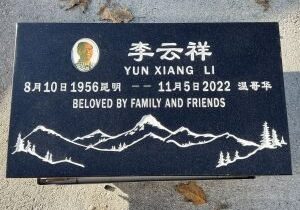 李云祥
YUN XIANG LI
8月10日1956昆明 -- 11月5日2022 温哥华
BELOVED BY FAMILY AND FRIENDS